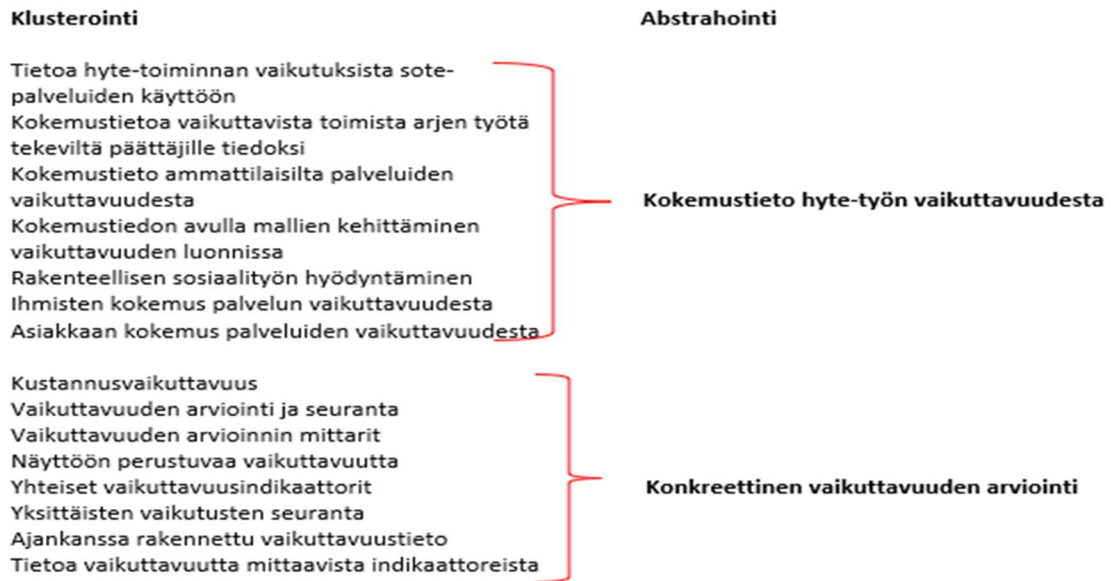 Klusterointi
Abstrahointi
Tietoa hyte-toiminnan vaikutuksista sote-
palveluiden käyttöön
Kokemustietoa vaikuttavista toimista arjen työtä
tekeviltä päättäjille tiedoksi
Kokemustieto ammattilaisilta palveluiden
vaikuttavuudesta
Kokemustiedon avulla mallien kehittäminen
vaikuttavuuden luonnissa
Rakenteellisen sosiaalityön hyödyntäminen
Ihmisten kokemus palvelun vaikuttavuudesta
Asiakkaan kokemus palveluiden vaikuttavuudesta
Kokemustieto hyte-työn vaikuttavuudesta
Kustannusvaikuttavuus
Vaikuttavuuden arviointi ja seuranta
Vaikuttavuuden arvioinnin mittarit
Näyttöön perustuvaa vaikuttavuutta
Yhteiset vaikuttavuusindikaattorit
Yksittäisten vaikutusten seuranta
Ajankanssa rakennettu vaikuttavuustieto
Tietoa vaikuttavuutta mittaavista indikaattoreista
Konkreettinen vaikuttavuuden arviointi